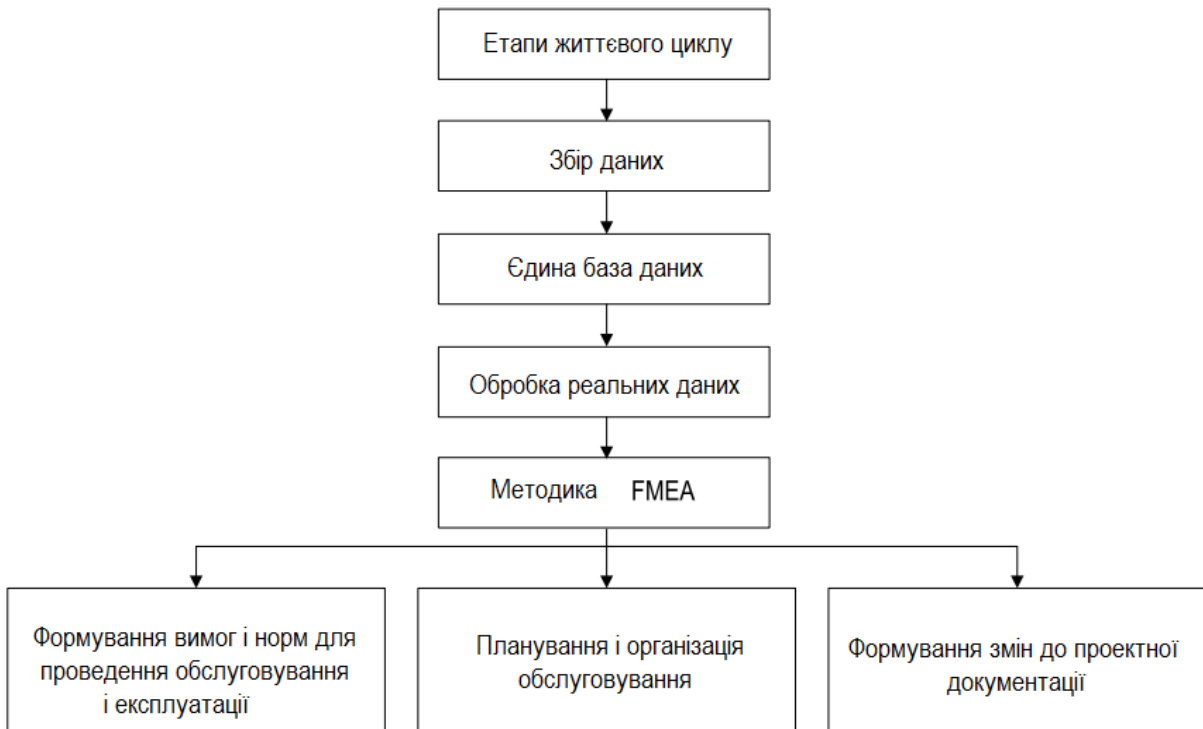 Етапи життєвого циклу
Збір даних
Єдина база даних
Обробка реальних даних
Методика FMEA
Формування вимог і норм для
проведення обслуговування
і експлуатації
Планування і організація
обслуговування
Формування змін до проектної
документації